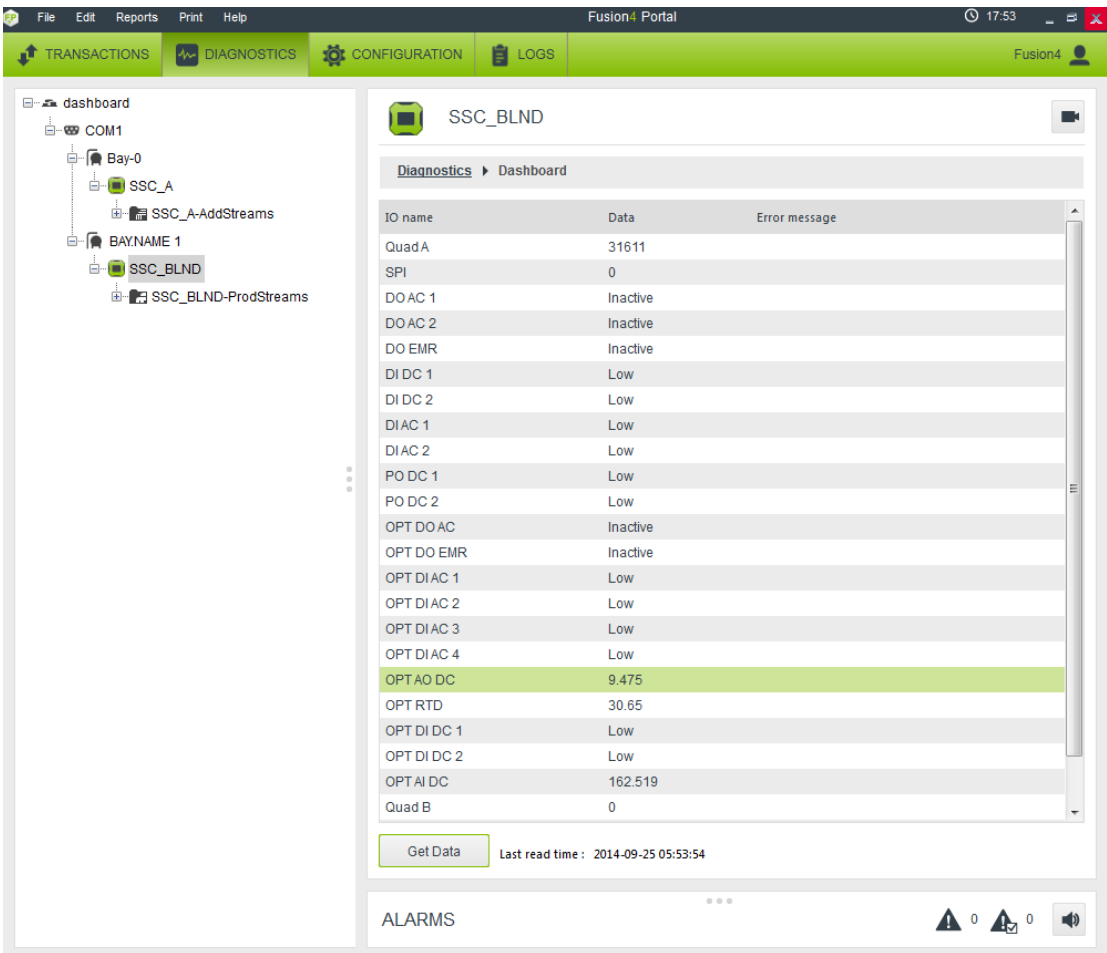 FP File Edit Reports Print Help Fusion4 Portal 17:53
TRANSACTIONS DIAGNOSTICS CONFIGURATION LOGS Fusion4
dashboard
COM1
Bay-0
SSC_A
SSC_A-AddStreams
BAY.NAME 1
SSC_BLND
SSC_BLND-ProdStreams
SSC_BLND
Diagnostics Dashboard
IO name Data Error message
Quad A 31611
SPI 0
DO AC 1 Inactive
DO AC 2 Inactive
DO EMR Inactive
DI DC 1 Low
DI DC 2 Low
DI AC 1 Low
DI AC 2 Low
PO DC 1 Low
PO DC 2 Low
OPT DO AC Inactive
OPT DO EMR Inactive
OPT DI AC 1 Low
OPT DI AC 2 Low
OPT DI AC 3 Low
OPT DI AC 4 Low
OPT AO DC 9.475
OPT RTD 30.65
OPT DI DC 1 Low
OPT DI DC 2 Low
OPT AI DC 162.519
Quad B 0
Get Data Last read time : 2014-09-25 05:53:54
ALARMS 0 0